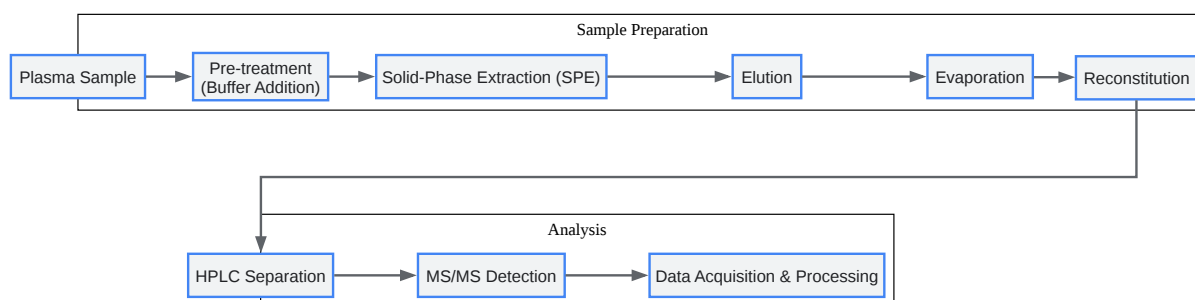 Sample Preparation
Plasma Sample
Pre-treatment
(Buffer Addition)
Solid-Phase Extraction (SPE)
Elution
Evaporation
Reconstitution
Analysis
HPLC Separation
MS/MS Detection
Data Acquisition & Processing